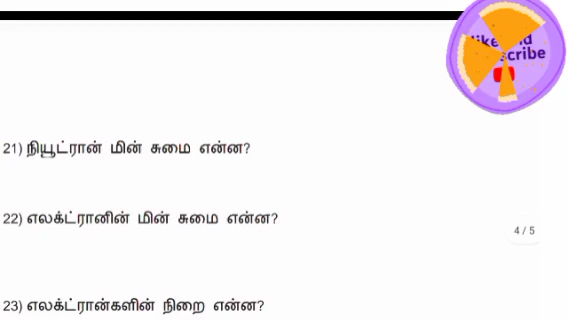 21) நியூட்ரான் மின் சுமை என்ன?
22) எலக்ட்ரானின் மின் சுமை என்ன?
4 / 5
23) எலக்ட்ரான்களின் நிறை என்ன?